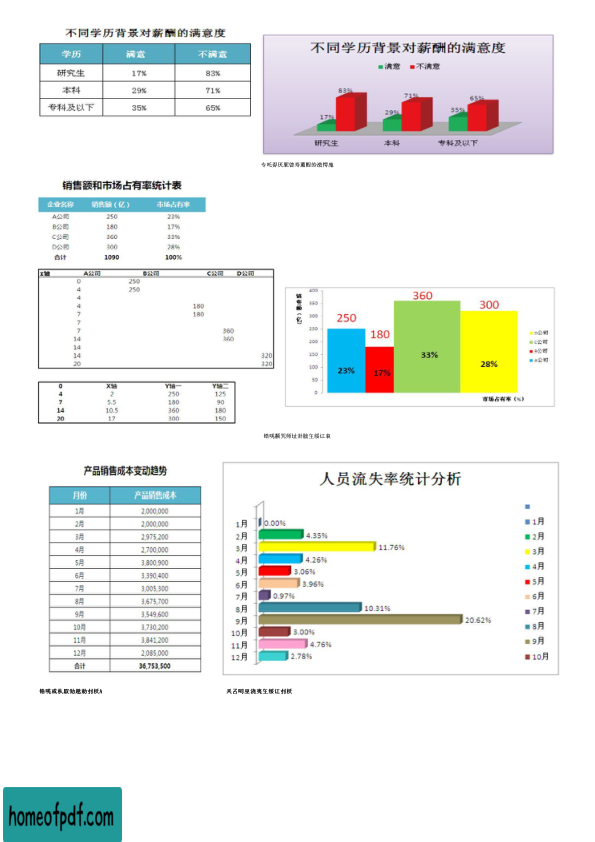 不同学历背景对薪酬的满意度
学历 满意 不满意
研究生 17% 83%
本科 29% 71%
专科及以下 35% 65%
不同学历背景对薪酬的满意度
满意 不满意
17% 83% 29% 71% 35% 65%
研究生 本科 专科及以下
销售额和市场占有率统计表
企业名称 销售额（亿） 市场占有率
A公司 250 23%
B公司 180 17%
C公司 360 33%
D公司 300 28%
合计 1090 100%
X轴 A公司 B公司 C公司 D公司
0 250
4 250
4
4 180
7 180
7
7 360
14 360
14
14 320
20 320
0 X轴 Y轴一 Y轴二
4 2 250 125
7 5.5 180 90
14 10.5 360 180
20 17 300 150
400
350
300
250
200
150
100
50
0
250 180 360 300
23% 17% 33% 28%
D公司
C公司
B公司
A公司
市场占有率（%）
产品销售成本变动趋势
月份 产品销售成本
1月 2,000,000
2月 2,000,000
3月 2,975,200
4月 2,700,000
5月 3,800,900
6月 3,390,400
7月 3,005,300
8月 3,675,700
9月 3,549,600
10月 3,730,200
11月 3,841,200
12月 2,085,000
合计 36,753,500
人员流失率统计分析
1月 0.00%
2月 4.35%
3月 11.76%
4月 4.26%
5月 3.06%
6月 3.96%
7月 0.97%
8月 10.31%
9月 20.62%
10月 3.00%
11月 4.76%
12月 2.78%
1月
2月
3月
4月
5月
6月
7月
8月
9月
10月
homeofpdf.com